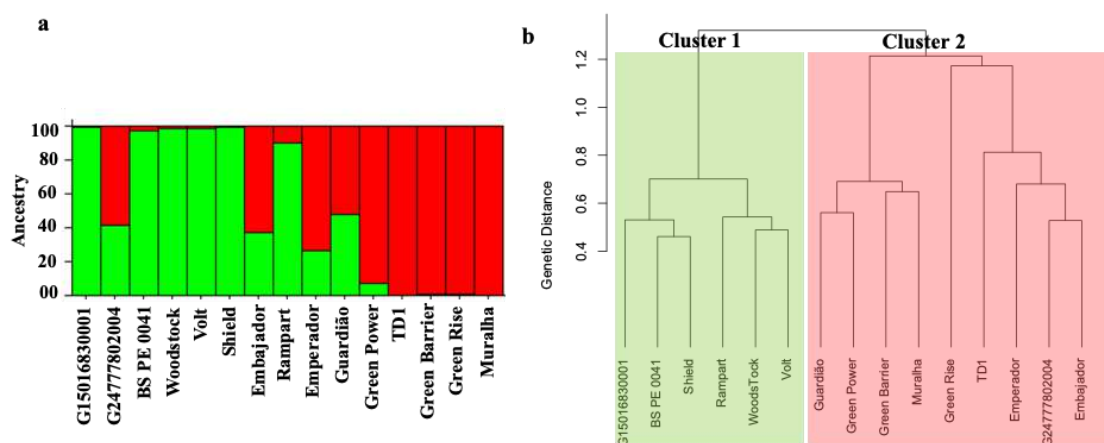 a
Ancestry
100
80
60
40
20
00
G15016830001
G24777802004
BS PE 0041
Woodstock
Volt
Shield
Embajador
Rampart
Emperador
Guardião
Green Power
TD1
Green Barrier
Green Rise
Muralha
b
Cluster 1
Cluster 2
Genetic Distance
1.2
1.0
0.8
0.6
0.4
G15016830001
BS PE 0041
Shield
Rampart
WoodsTock
Volt
Guardião
Green Power
Green Barrier
Muralha
Green Rise
TD1
Emperador
G24777802004
Embajador